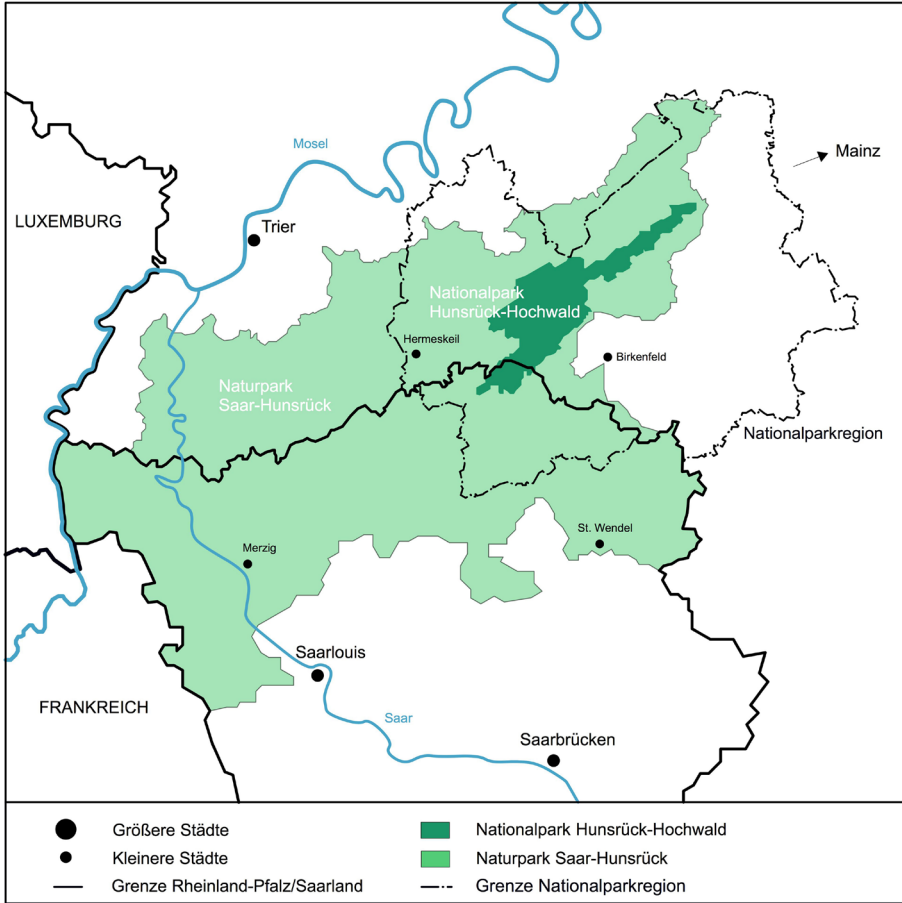 Mosel
Mainz
LUXEMBURG
Trier
Nationalpark
Hunsrück-Hochwald
Hermeskeil
Birkenfeld
Naturpark
Saar-Hunsrück
Nationalparkregion
St. Wendel
Merzig
Saarlouis
FRANKREICH
Saar
Saarbrücken
Größere Städte
Kleinere Städte
Grenze Rheinland-Pfalz/Saarland
Nationalpark Hunsrück-Hochwald
Naturpark Saar-Hunsrück
Grenze Nationalparkregion